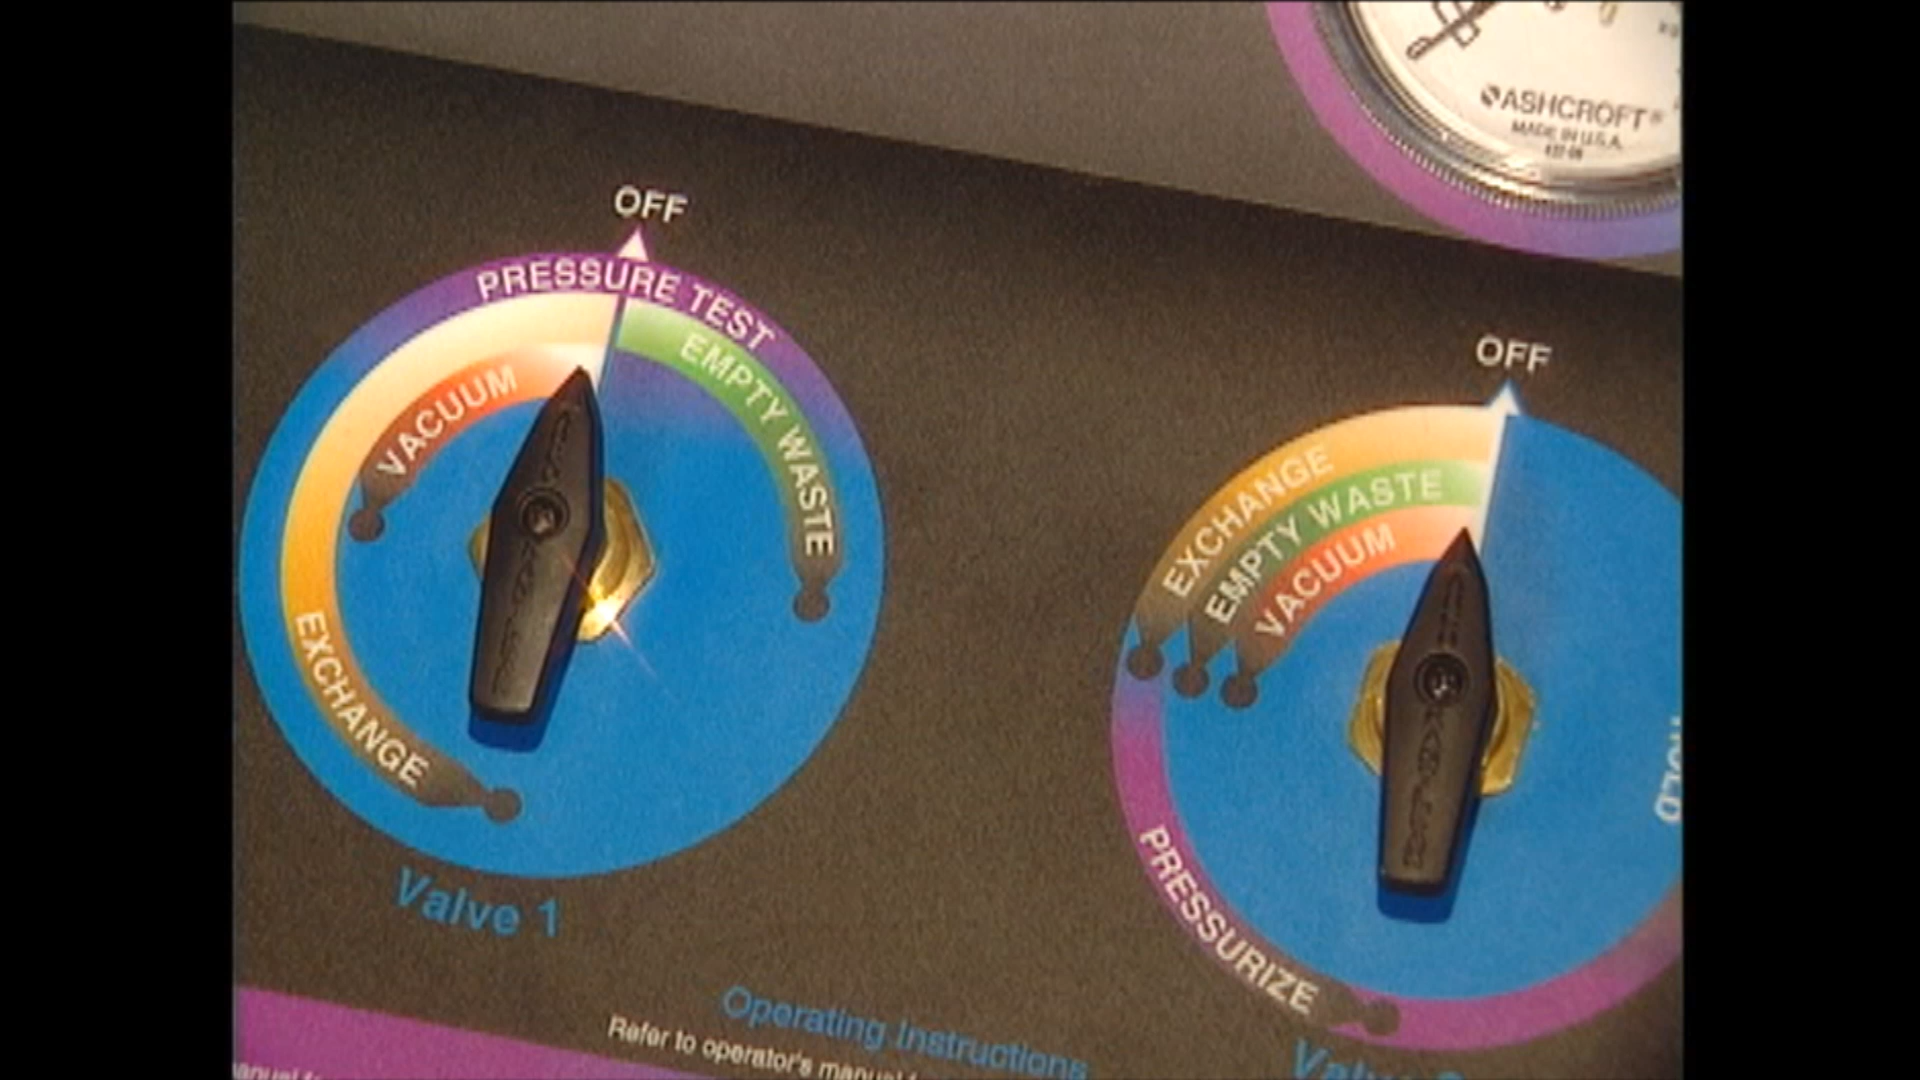 ASHCROFT®
MADE IN U.S.A.
OFF
PRESSURE TEST
EMPTY WASTE
VACUUM
EXCHANGE
Valve 1
OFF
EXCHANGE
EMPTY WASTE
VACUUM
PRESSURIZE
HOLD
Operating Instructions
Refer to operator's manual